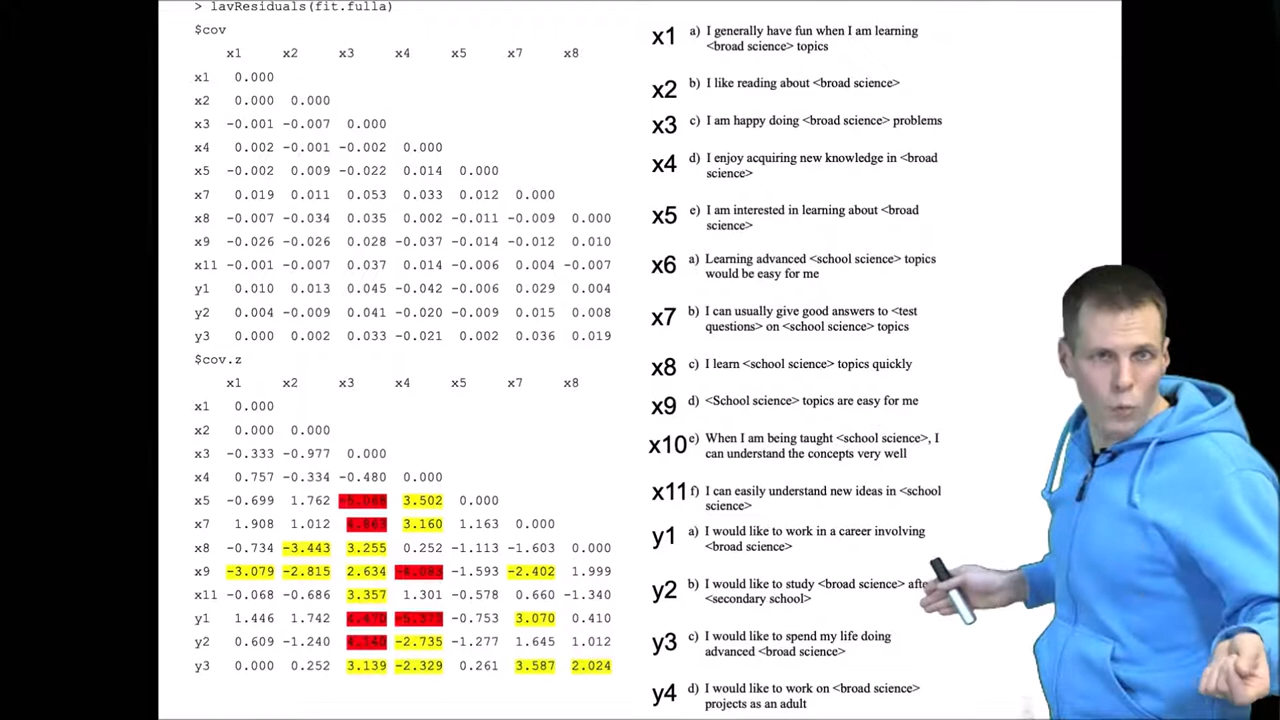 > lavResiduals(fit.fulla)
$cov
x1 x2 x3 x4 x5 x7 x8
x1 0.000
x2 0.000 0.000
x3 -0.001 -0.007 0.000
x4 0.002 -0.001 -0.002 0.000
x5 -0.002 0.009 -0.022 0.014 0.000
x7 0.019 0.011 0.053 0.033 0.012 0.000
x8 -0.007 -0.034 0.035 0.002 -0.011 -0.009 0.000
x9 -0.026 -0.026 0.028 -0.037 -0.014 -0.012 0.010
x11 -0.001 -0.007 0.037 0.014 -0.006 0.004 -0.007
y1 0.010 0.013 0.045 -0.042 -0.006 0.029 0.004
y2 0.004 -0.009 0.041 -0.020 -0.009 0.015 0.008
y3 0.000 0.002 0.033 -0.021 0.002 0.036 0.019
$cov.z
x1 x2 x3 x4 x5 x7 x8
x1 0.000
x2 0.000 0.000
x3 -0.333 -0.977 0.000
x4 0.757 -0.334 -0.480 0.000
x5 -0.699 1.762 3.502 0.000
x7 1.908 1.012 4.863 3.160 1.163 0.000
x8 -0.734 -3.443 3.255 0.252 -1.113 -1.603 0.000
x9 -3.079 -2.815 2.634 -1.593 -2.402 1.999
x11 -0.068 -0.686 3.357 1.301 -0.578 0.660 -1.340
y1 1.446 1.742 4.470 -0.753 3.070 0.410
y2 0.609 -1.240 4.140 -2.735 -1.277 1.645 1.012
y3 0.000 0.252 3.139 -2.329 0.261 3.587 2.024
x1 a) I generally have fun when I am learning
<broad science> topics
x2 b) I like reading about <broad science>
x3 c) I am happy doing <broad science> problems
x4 d) I enjoy acquiring new knowledge in <broad
science>
x5 e) I am interested in learning about <broad
science>
x6 a) Learning advanced <school science> topics
would be easy for me
x7 b) I can usually give good answers to <test
questions> on <school science> topics
x8 c) I learn <school science> topics quickly
x9 d) <School science> topics are easy for me
x10 e) When I am being taught <school science>, I
can understand the concepts very well
x11 f) I can easily understand new ideas in <school
science>
y1 a) I would like to work in a career involving
<broad science>
y2 b) I would like to study <broad science>
<secondary school>
y3 c) I would like to spend my life doing
advanced <broad science>
y4 d) I would like to work on <broad science>
projects as an adult